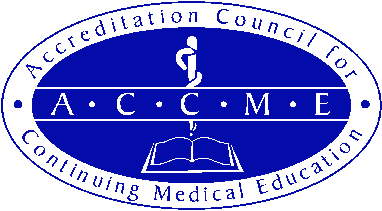 Accreditation Council for
A · C · C · M · E
Continuing Medical Education